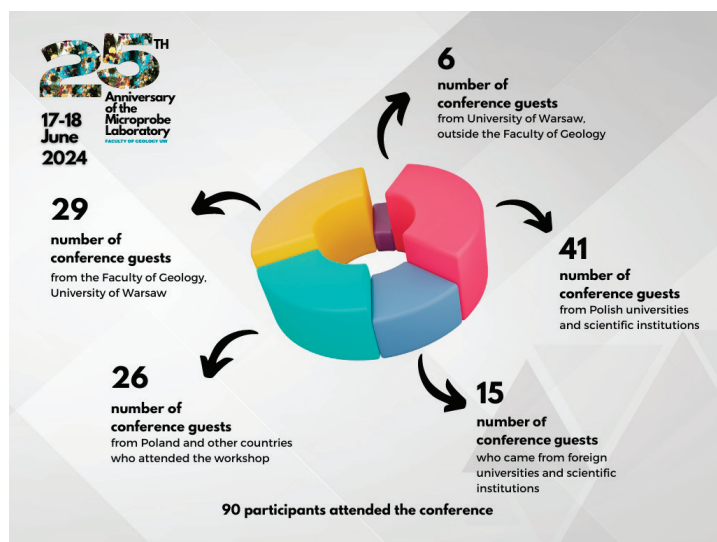 25TH
Anniversary
of the
Microprobe
Laboratory
FACULTY OF GEOLOGY UW
17-18
June
2024
6
number of
conference guests
from University of Warsaw,
outside the Faculty of Geology
29
number of
conference guests
from the Faculty of Geology,
University of Warsaw
41
number of
conference guests
from Polish universities
and scientific institutions
26
number of
conference guests
from Poland and other countries
who attended the workshop
15
number of
conference guests
who came from foreign
universities and scientific
institutions
90 participants attended the conference